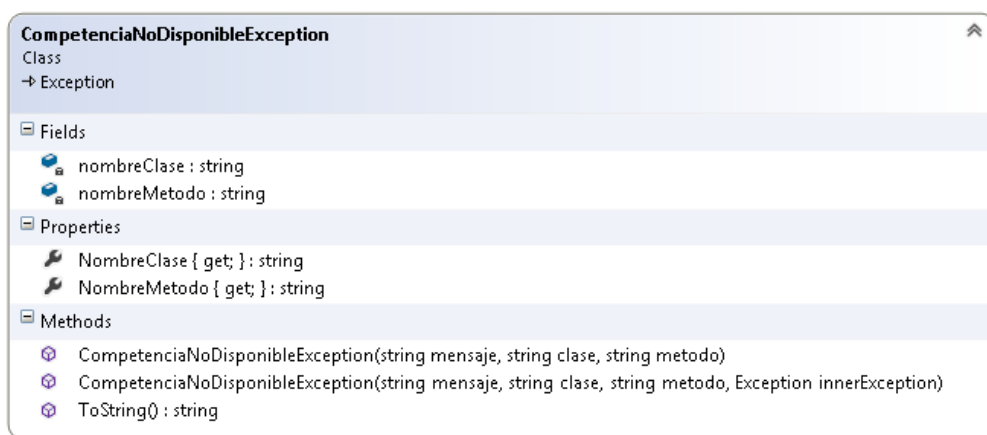 CompetenciaNoDisponibleException
Class
Exception
Fields
nombreClase : string
nombreMetodo : string
Properties
NombreClase { get; } : string
NombreMetodo { get; } : string
Methods
CompetenciaNoDisponibleException(string mensaje, string clase, string metodo)
CompetenciaNoDisponibleException(string mensaje, string clase, string metodo, Exception innerException)
ToString() : string